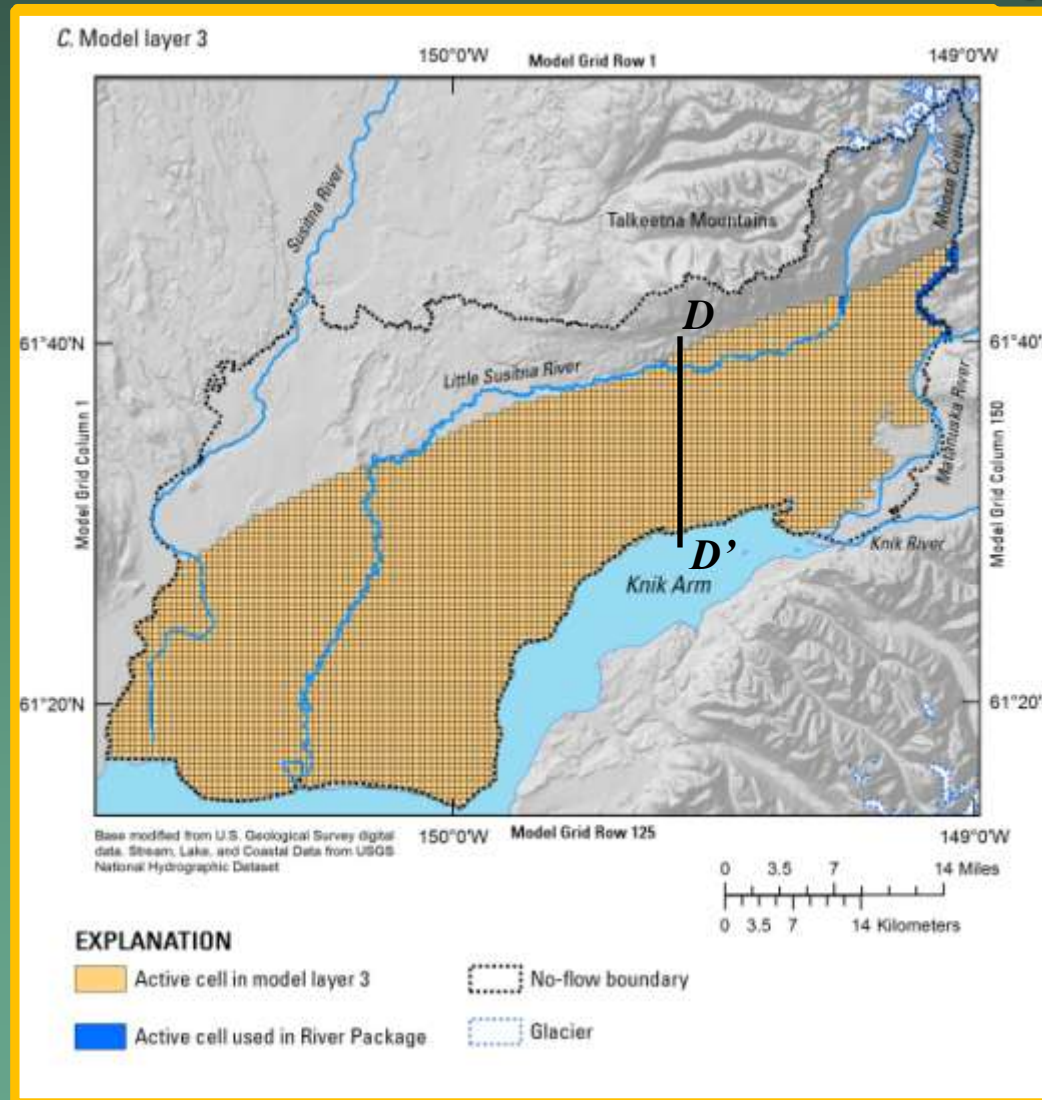 C. Model layer 3
150°0'W
Model Grid Row 1
149°0'W
Susitna River
Moose Creek
Talkeetna Mountains
D
61°40'N
61°40'
Little Susitna River
Model Grid Column 1
Matanuska River
Model Grid Column 150
D’
Knik River
Knik Arm
61°20'N
61°20'
Base modified from U.S. Geological Survey digital
data. Stream, Lake, and Coastal Data from USGS
National Hydrographic Dataset
150°0'W
Model Grid Row 125
149°0'W
0 3.5 7 14 Miles
0 3.5 7 14 Kilometers
EXPLANATION
Active cell in model layer 3
No-flow boundary
Active cell used in River Package
Glacier